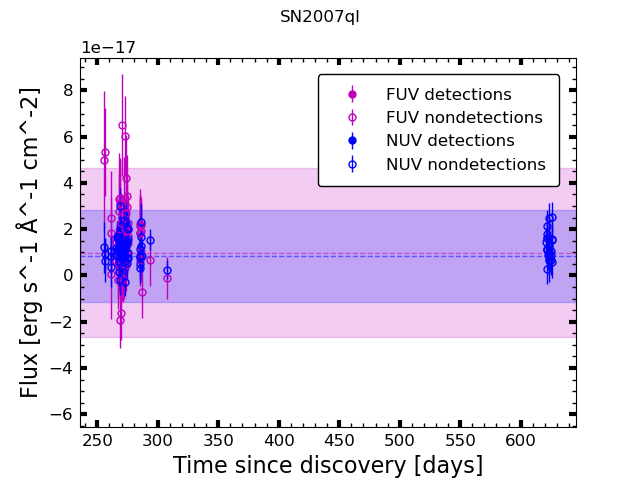 SN2007ql
1e−17
FUV detections
FUV nondetections
NUV detections
NUV nondetections
8
6
4
2
0
−2
−4
−6
Flux [erg s^-1 Å^-1 cm^-2]
250 300 350 400 450 500 550 600
Time since discovery [days]